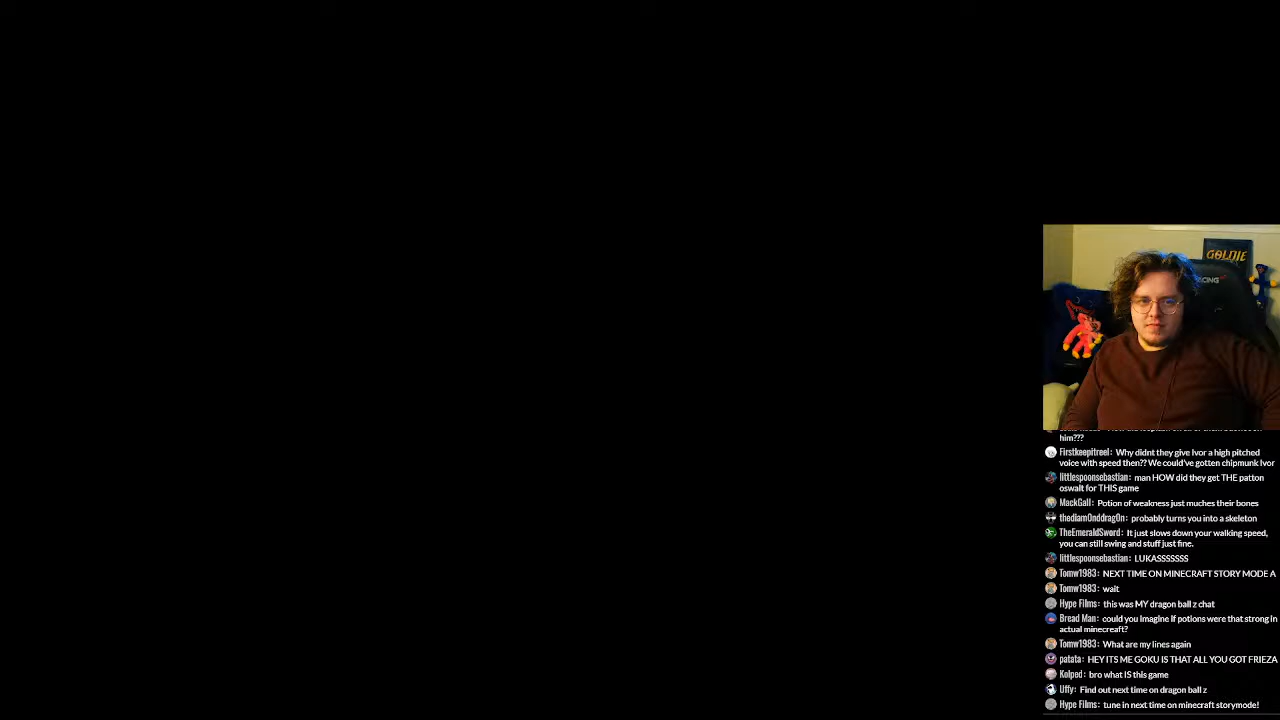 GOLDIE
him???
Firstkeepitreel: Why didnt they give Ivor a high pitched
voice with speed then?? We could've gotten chipmunk Ivor
littlespoonsebastian: man HOW did they get THE patton
oswalt for THIS game
MackGall: Potion of weakness just muches their bones
thediam0nddrag0n: probably turns you into a skeleton
TheEmeraldSword: It just slows down your walking speed,
you can still swing and stuff just fine.
littlespoonsebastian: LUKASSSSSSS
Tomw1983: NEXT TIME ON MINECRAFT STORY MODE A
Tomw1983: wait
Hype Films: this was MY dragon ball z chat
Bread Man: could you imagine if potions were that strong in
actual minecreaft?
Tomw1983: What are my lines again
patata: HEY ITS ME GOKU IS THAT ALL YOU GOT FRIEZA
Kolped: bro what IS this game
Uffy: Find out next time on dragon ball z
Hype Films: tune in next time on minecraft storymode!